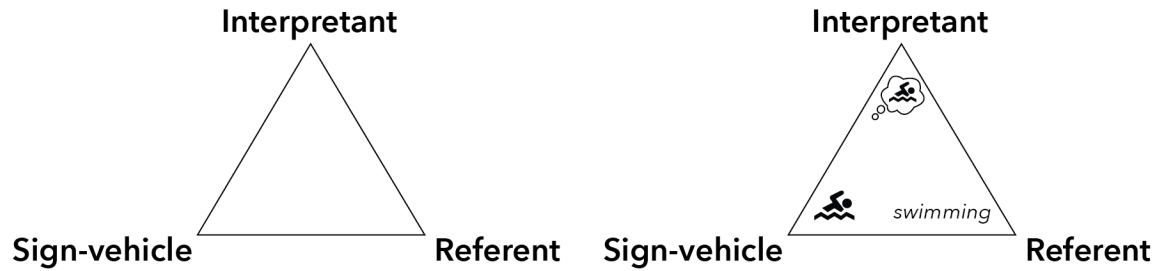 Interpretant
Sign-vehicle
Referent
Interpretant
swimming
Sign-vehicle
Referent